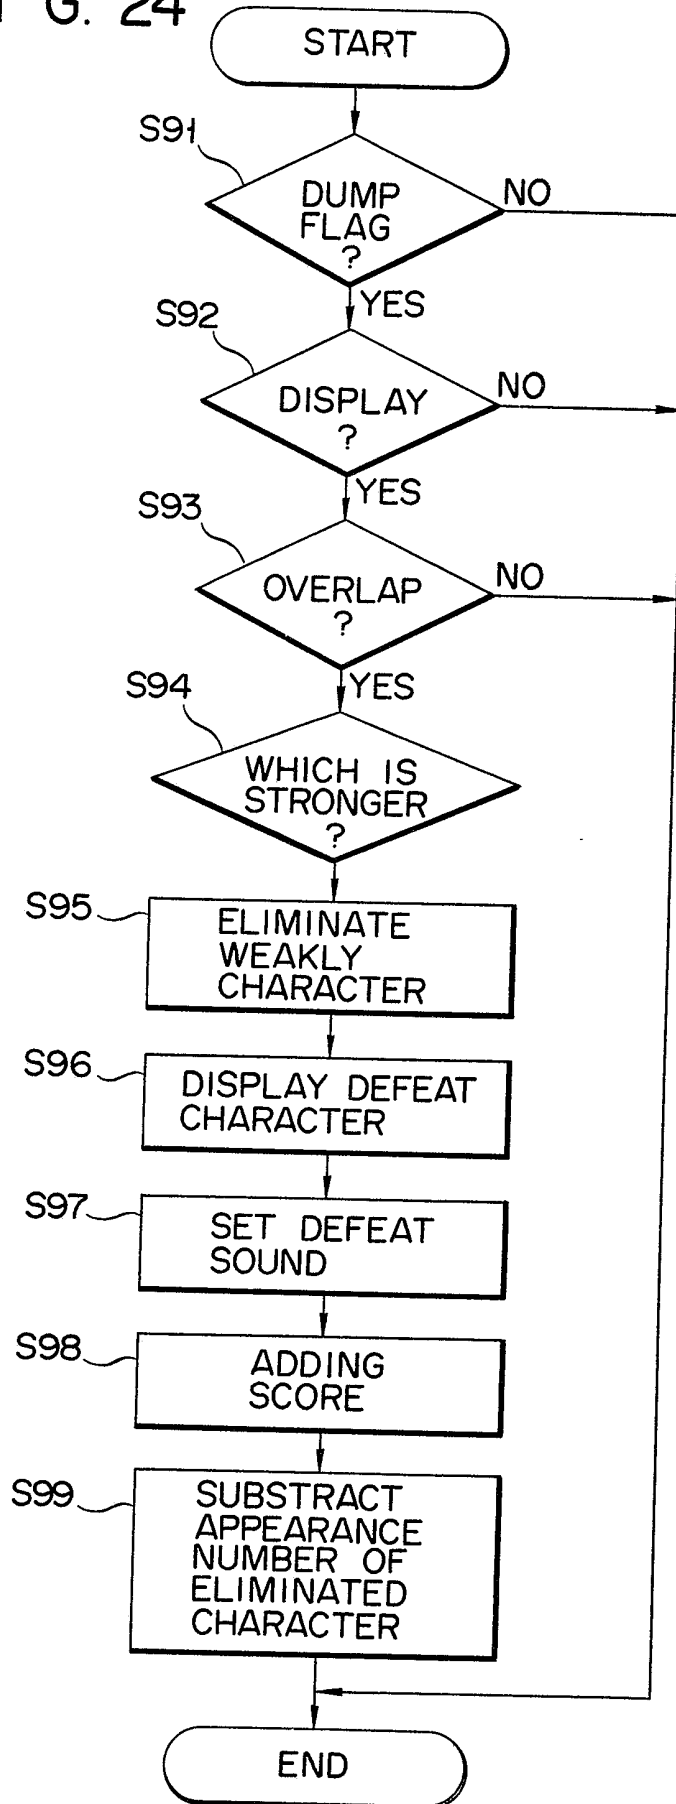 G. 24
START
S91
DUMP
FLAG
?
NO
YES
S92
DISPLAY
?
NO
YES
S93
OVERLAP
?
NO
YES
S94
WHICH IS
STRONGER
?
S95
ELIMINATE
WEAKLY
CHARACTER
S96
DISPLAY DEFEAT
CHARACTER
S97
SET DEFEAT
SOUND
S98
ADDING
SCORE
S99
SUBSTRACT
APPEARANCE
NUMBER OF
ELIMINATED
CHARACTER
END